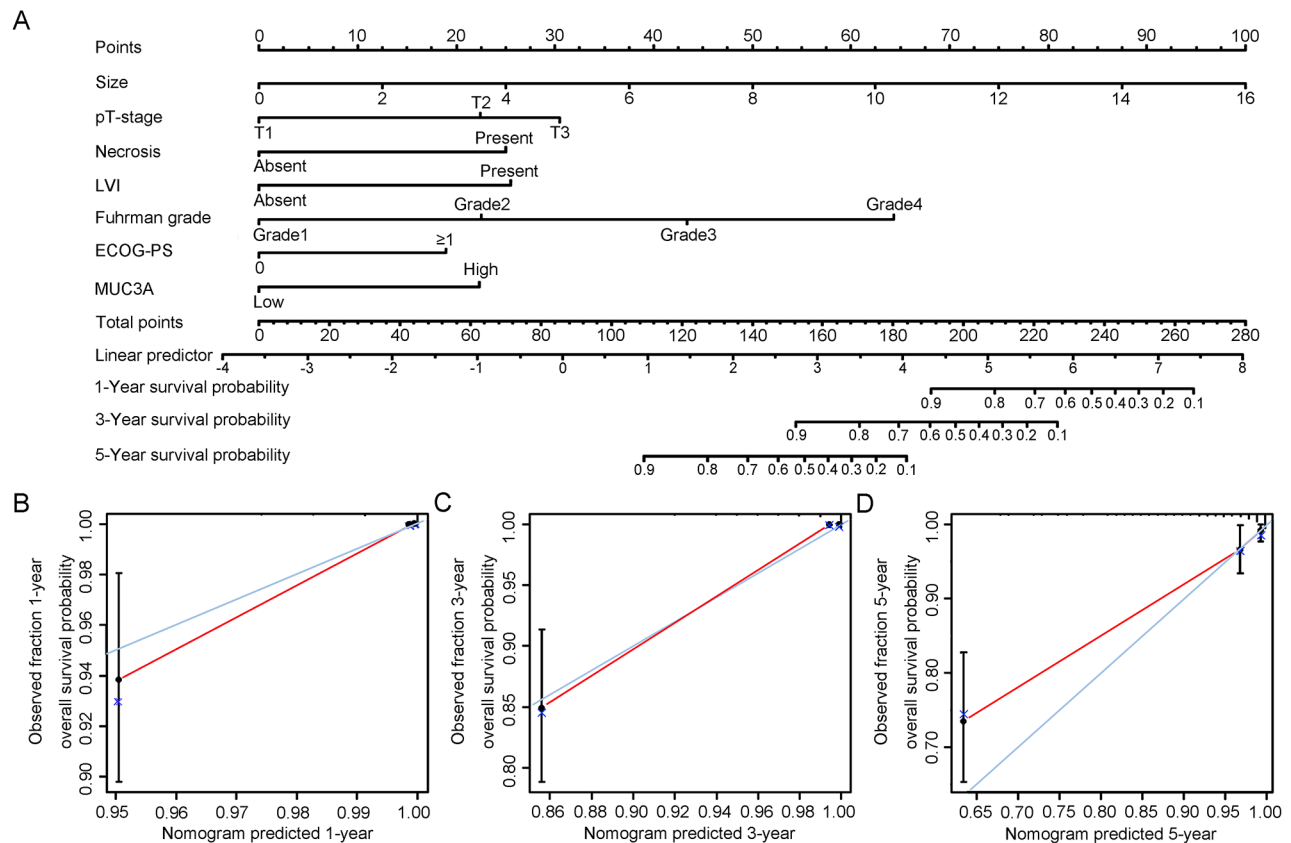 A
Points 0 10 20 30 40 50 60 70 80 90 100
Size 0 2 4 6 8 10 12 14 16
pT-stage T1 T2 T3
Necrosis Absent Present
LVI Absent Present
Fuhrman grade Grade1 Grade2 Grade3 Grade4
ECOG-PS 0 ≥1
MUC3A Low High
Total points 0 20 40 60 80 100 120 140 160 180 200 220 240 260 280
Linear predictor -4 -3 -2 -1 0 1 2 3 4 5 6 7 8
1-Year survival probability 0.9 0.8 0.7 0.6 0.5 0.4 0.3 0.2 0.1
3-Year survival probability 0.9 0.8 0.7 0.6 0.5 0.4 0.3 0.2 0.1
5-Year survival probability 0.9 0.8 0.7 0.6 0.5 0.4 0.3 0.2 0.1
B
Observed fraction 1-year
overall survival probability
0.90 0.92 0.94 0.96 0.98 1.00
0.95 0.96 0.97 0.98 0.99 1.00
Nomogram predicted 1-year
C
Observed fraction 3-year
overall survival probability
0.80 0.85 0.90 0.95 1.00
0.86 0.88 0.90 0.92 0.94 0.96 0.98 1.00
Nomogram predicted 3-year
D
Observed fraction 5-year
overall survival probability
0.70 0.80 0.90 1.00
0.65 0.70 0.75 0.80 0.85 0.90 0.95 1.00
Nomogram predicted 5-year